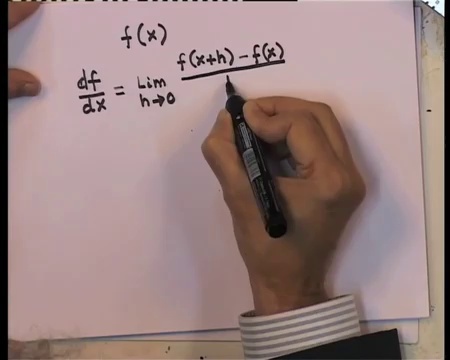 f(x)
df/dx = Lim h→0 f(x+h) - f(x)